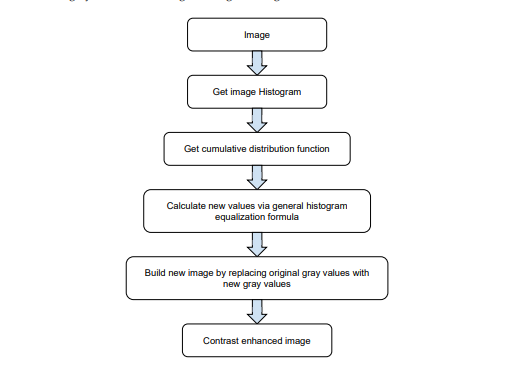 Image
Get image Histogram
Get cumulative distribution function
Calculate new values via general histogram
equalization formula
Build new image by replacing original gray values with
new gray values
Contrast enhanced image